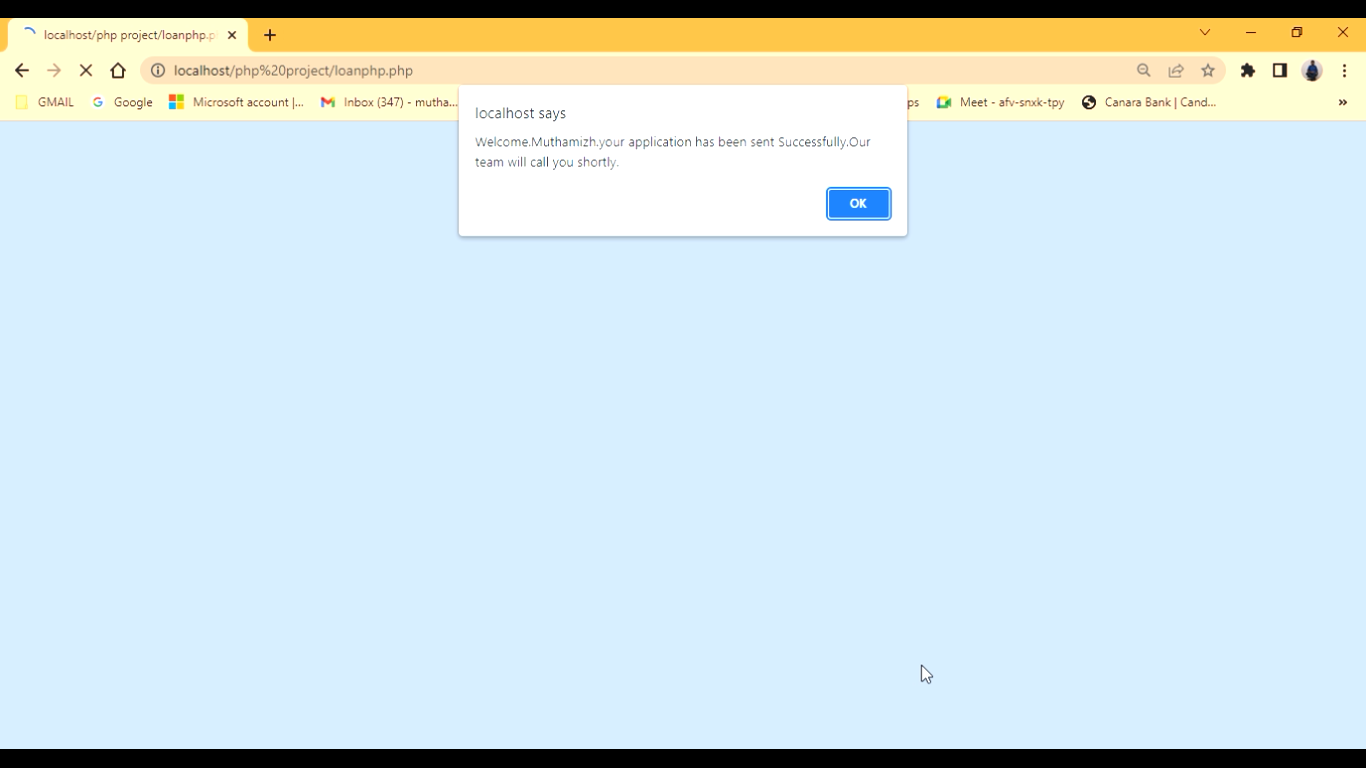 localhost/php project/loanphp.p
localhost/php%20project/loanphp.php
GMAIL Google Microsoft account |... Inbox (347) - mutha... ps Meet - afv-snxk-tpy Canara Bank | Cand... »
localhost says
Welcome.Muthamizh.your application has been sent Successfully.Our
team will call you shortly.
OK